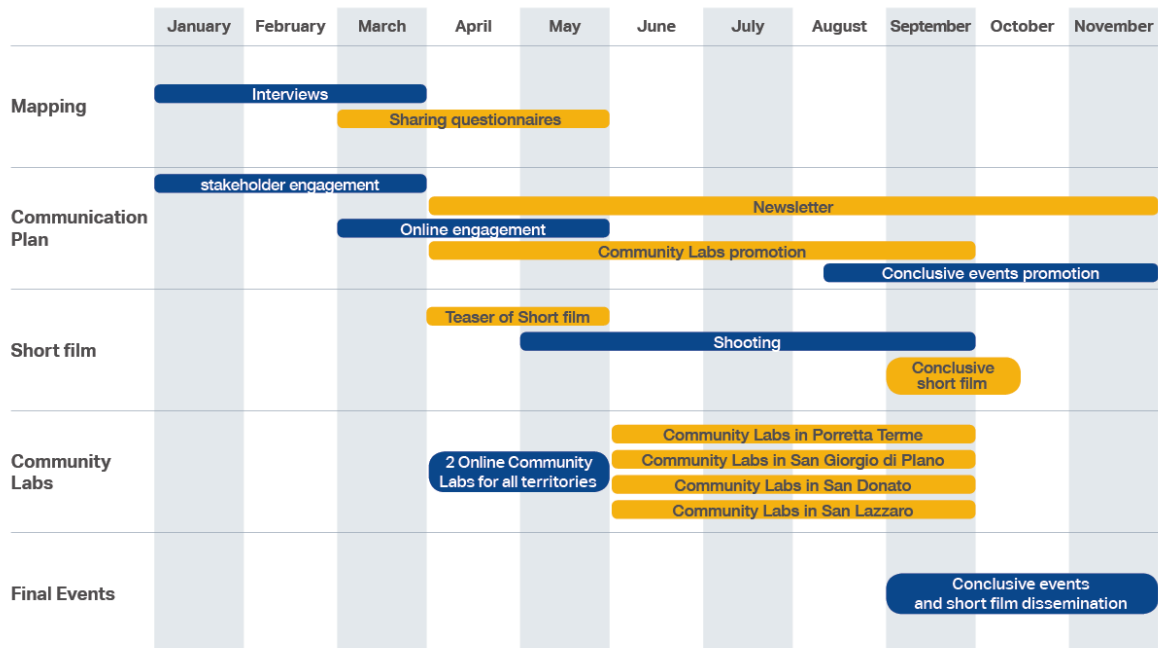 January February March April May June July August September October November
Mapping
Interviews
Sharing questionnaires
Communication
Plan
stakeholder engagement
Newsletter
Online engagement
Community Labs promotion
Conclusive events promotion
Short film
Teaser of Short film
Shooting
Conclusive
short film
Community
Labs
2 Online Community
Labs for all territories
Community Labs in Porretta Terme
Community Labs in San Giorgio di Piano
Community Labs in San Donato
Community Labs in San Lazzaro
Final Events
Conclusive events
and short film dissemination